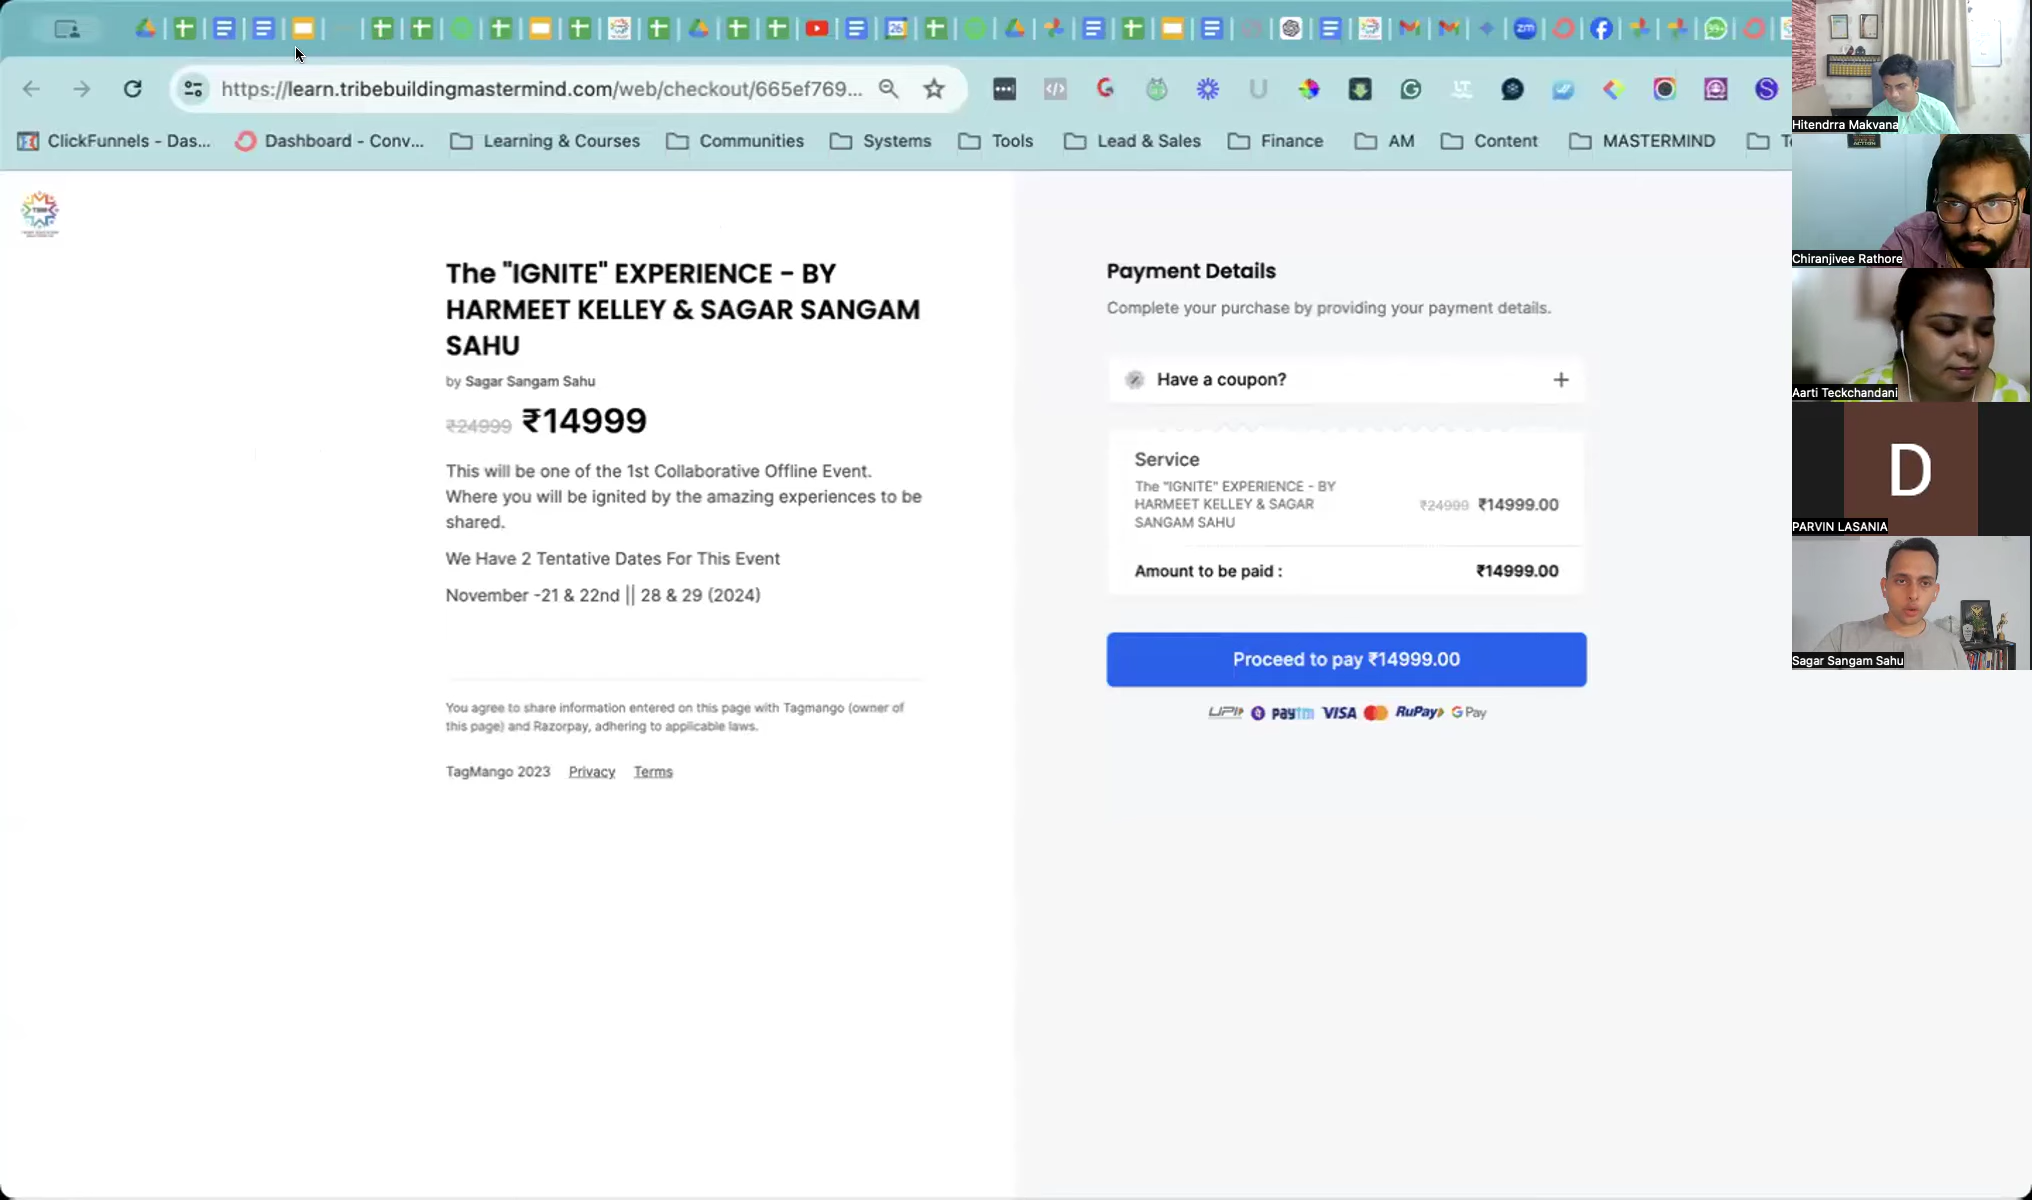 https://learn.tribebuildingmastermind.com/web/checkout/665ef769...
ClickFunnels - Das...
Dashboard - Conv...
Learning & Courses
Communities
Systems
Tools
Lead & Sales
Finance
AM
Content
MASTERMIND
The "IGNITE" EXPERIENCE - BY
HARMEET KELLEY & SAGAR SANGAM
SAHU
by Sagar Sangam Sahu
₹24999 ₹14999
This will be one of the 1st Collaborative Offline Event.
Where you will be ignited by the amazing experiences to be
shared.
We Have 2 Tentative Dates For This Event
November -21 & 22nd || 28 & 29 (2024)
You agree to share information entered on this page with Tagmango (owner of
this page) and Razorpay, adhering to applicable laws.
TagMango 2023 Privacy Terms
Payment Details
Complete your purchase by providing your payment details.
Have a coupon?
Service
The "IGNITE" EXPERIENCE - BY
HARMEET KELLEY & SAGAR
SANGAM SAHU
₹24999 ₹14999.00
Amount to be paid : ₹14999.00
Proceed to pay ₹14999.00
UPI paytm VISA RuPay G Pay
Hitendrra Makvana
Chiranjivee Rathore
Aarti Teckchandani
D
PARVIN LASANIA
Sagar Sangam Sahu